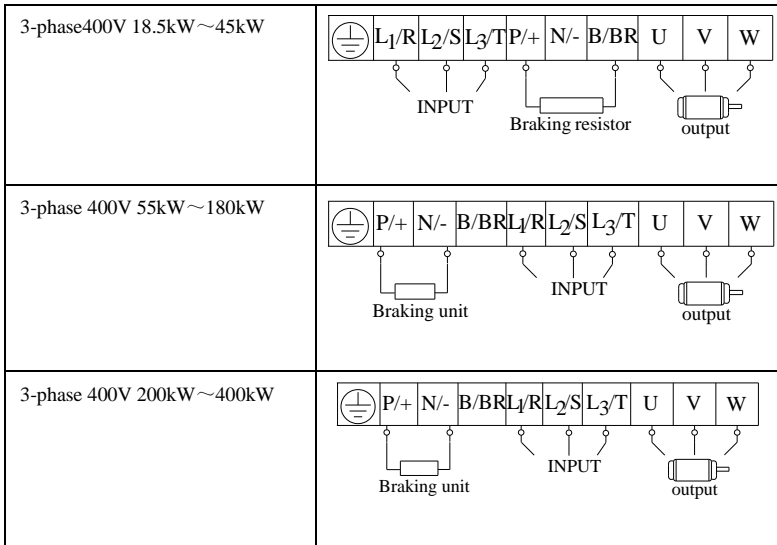 3-phase400V 18.5kW～45kW
L1/R L2/S L3/T P/+ N/- B/BR U V W
INPUT
Braking resistor
output
3-phase 400V 55kW～180kW
P/+ N/- B/BR L1/R L2/S L3/T U V W
INPUT
Braking unit
output
3-phase 400V 200kW～400kW
P/+ N/- B/BR L1/R L2/S L3/T U V W
INPUT
Braking unit
output